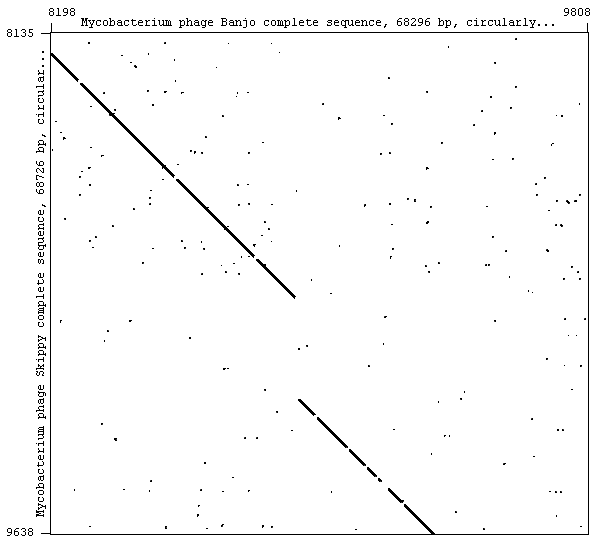 8198 9808
Mycobacterium phage Banjo complete sequence, 68296 bp, circularly...
8135
Mycobacterium phage Skippy complete sequence, 68726 bp, circular...
9638